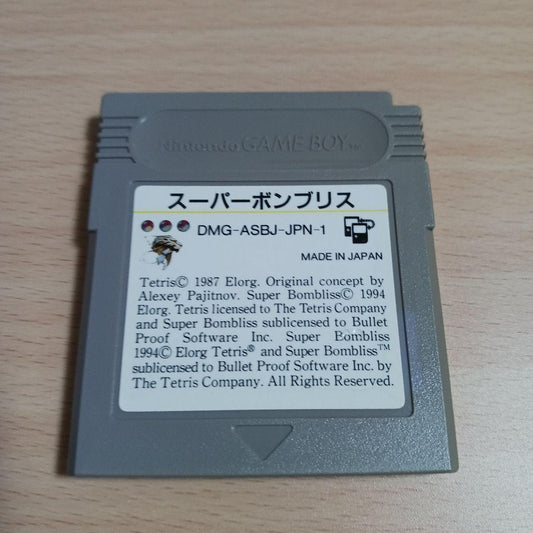 Nintendo GAME BOY™
スーパーボンブリス
DMG-ASBJ-JPN-1
MADE IN JAPAN
Tetris© 1987 Elorg. Original concept by
Alexey Pajitnov. Super Bombliss© 1994
Elorg. Tetris licensed to The Tetris Company
and Super Bombliss sublicensed to Bullet
Proof Software Inc. Super Bombliss
1994© Elorg Tetris® and Super Bombliss™
sublicensed to Bullet Proof Software Inc. by
The Tetris Company. All Rights Reserved.